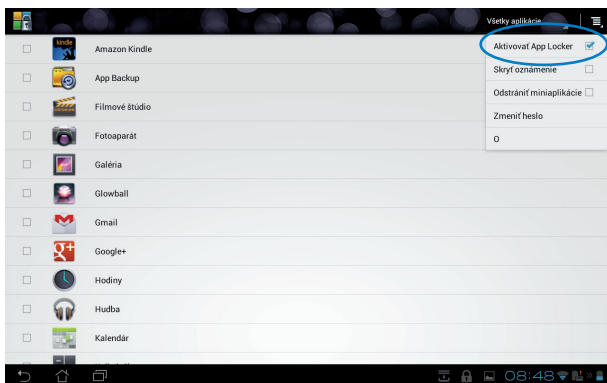 Všetky aplikácie
Aktivovať App Locker
Skryť oznámenie
Odstrániť miniaplikácie
Zmeniť heslo
O
kindle
Amazon Kindle
App Backup
Filmové štúdio
Fotoaparát
Galéria
Glowball
Gmail
Google+
Hodiny
Hudba
Kalendár
08:48